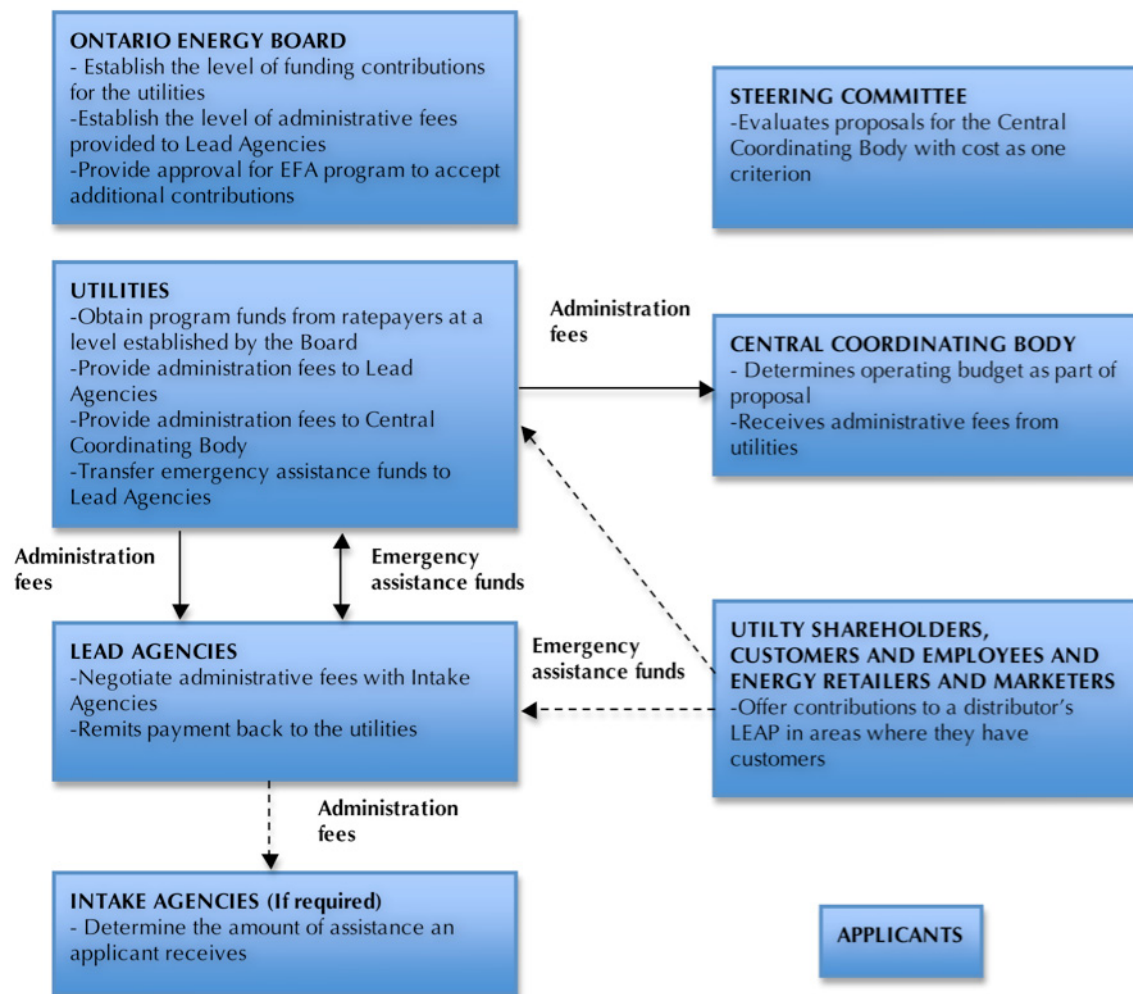 ONTARIO ENERGY BOARD
- Establish the level of funding contributions
for the utilities
-Establish the level of administrative fees
provided to Lead Agencies
-Provide approval for EFA program to accept
additional contributions
STEERING COMMITTEE
-Evaluates proposals for the Central
Coordinating Body with cost as one
criterion
UTILITIES
-Obtain program funds from ratepayers at a
level established by the Board
-Provide administration fees to Lead
Agencies
-Provide administration fees to Central
Coordinating Body
-Transfer emergency assistance funds to
Lead Agencies
Administration
fees
CENTRAL COORDINATING BODY
- Determines operating budget as part of
proposal
-Receives administrative fees from
utilities
Administration
fees
Emergency
assistance funds
LEAD AGENCIES
-Negotiate administrative fees with Intake
Agencies
-Remits payment back to the utilities
Emergency
assistance funds
UTILTY SHAREHOLDERS,
CUSTOMERS AND EMPLOYEES AND
ENERGY RETAILERS AND MARKETERS
-Offer contributions to a distributor's
LEAP in areas where they have
customers
Administration
fees
INTAKE AGENCIES (If required)
- Determine the amount of assistance an
applicant receives
APPLICANTS